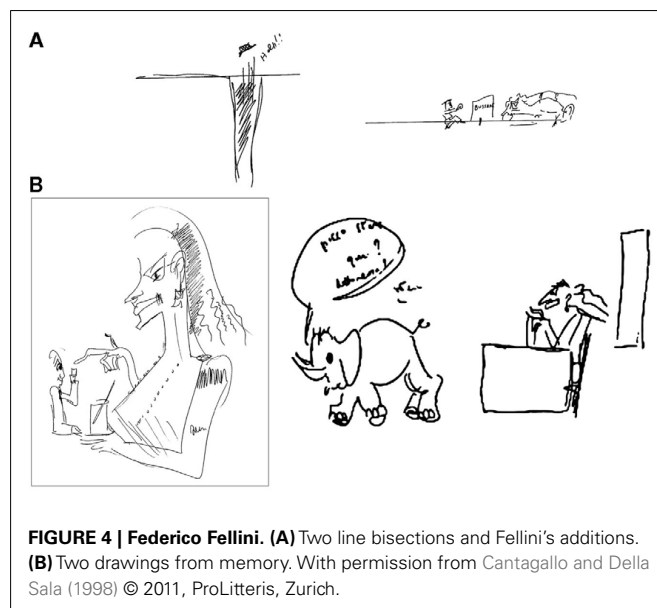 A
Help!!
B
qui ?
FIGURE 4 | Federico Fellini. (A) Two line bisections and Fellini's additions.
(B) Two drawings from memory. With permission from Cantagallo and Della
Sala (1998) © 2011, ProLitteris, Zurich.